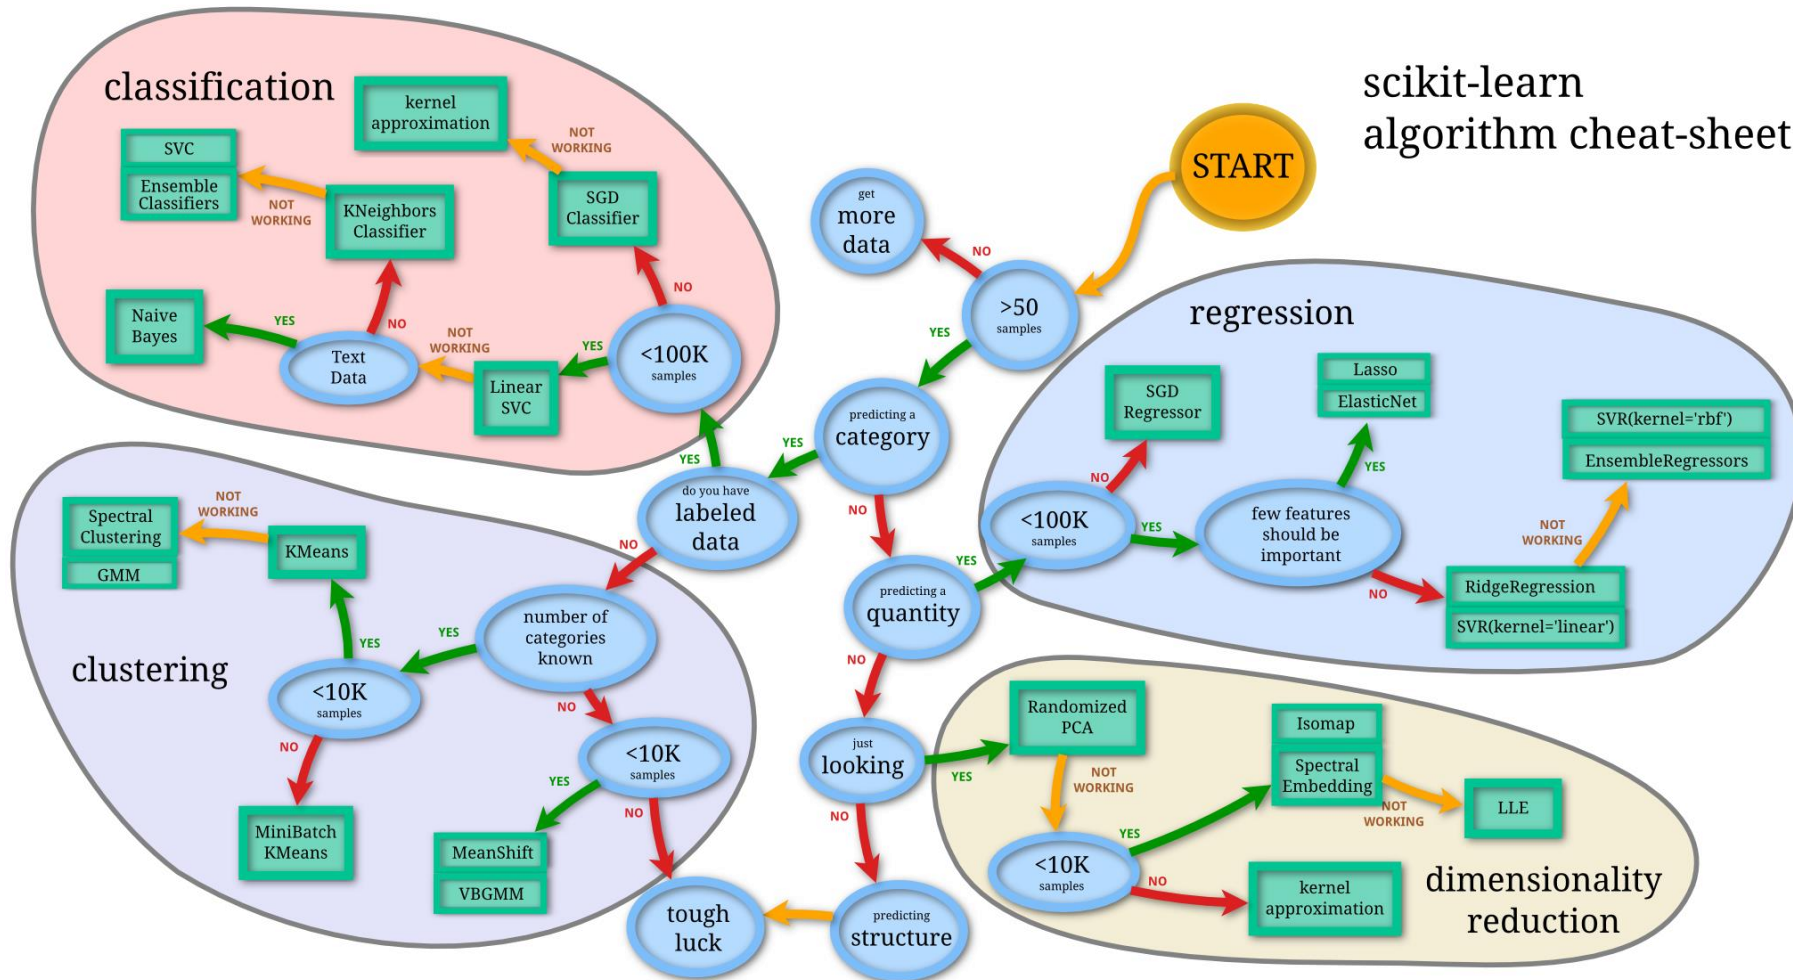 scikit-learn
algorithm cheat-sheet
START
>50
samples
NO
get
more
data
YES
predicting a
category
YES
do you have
labeled
data
YES
NO
classification
<100K
samples
NO
SGD
Classifier
NOT
WORKING
kernel
approximation
YES
Linear
SVC
NOT
WORKING
Text
Data
YES
Naive
Bayes
NO
KNeighbors
Classifier
NOT
WORKING
SVC
Ensemble
Classifiers
clustering
number of
categories
known
YES
<10K
samples
YES
KMeans
NOT
WORKING
Spectral
Clustering
GMM
NO
MiniBatch
KMeans
NO
<10K
samples
YES
MeanShift
VBGMM
NO
tough
luck
NO
predicting a
quantity
YES
regression
<100K
samples
NO
SGD
Regressor
YES
few features
should be
important
YES
Lasso
ElasticNet
NO
RidgeRegression
SVR(kernel='linear')
NOT
WORKING
SVR(kernel='rbf')
EnsembleRegressors
NO
just
looking
YES
Randomized
PCA
NOT
WORKING
<10K
samples
YES
Isomap
Spectral
Embedding
NOT
WORKING
LLE
NO
kernel
approximation
dimensionality
reduction
NO
predicting
structure